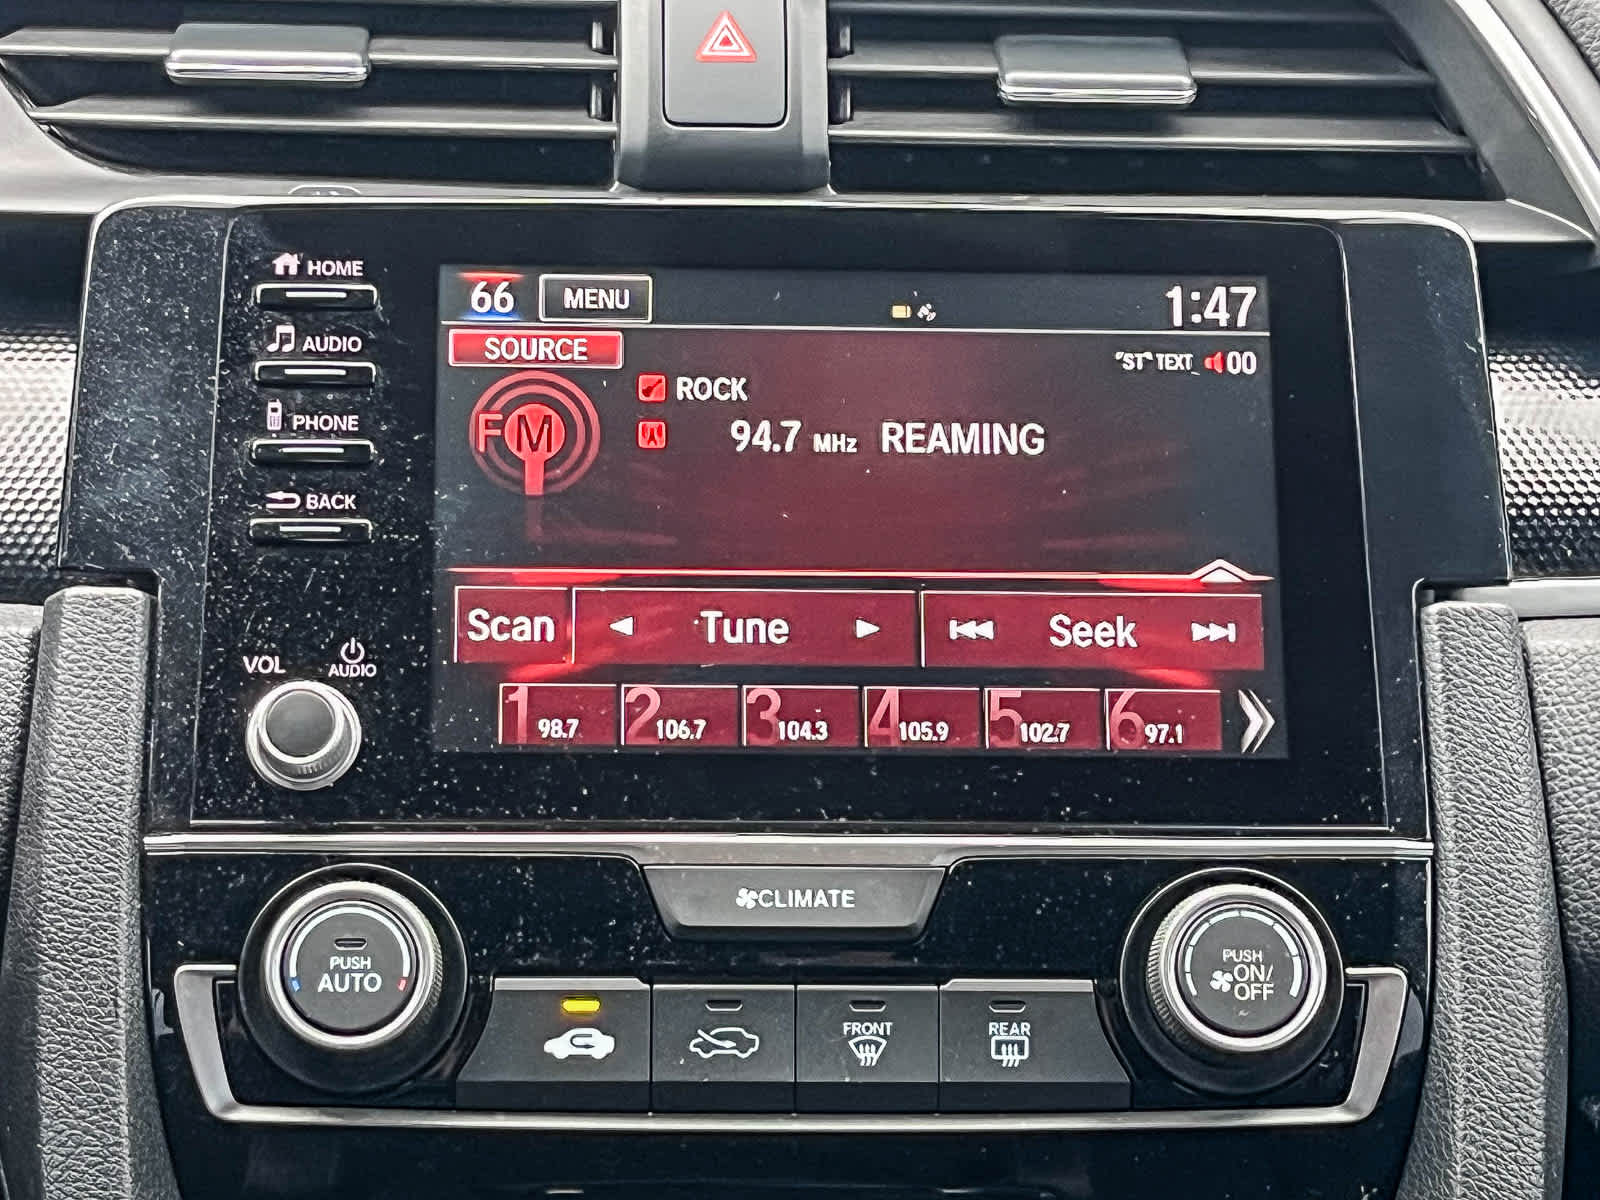 HOME
66 MENU 1:47
AUDIO
SOURCE
"ST" TEXT 00
ROCK
FM
94.7 MHz REAMING
PHONE
BACK
Scan Tune Seek
VOL AUDIO
1 98.7 2 106.7 3 104.3 4 105.9 5 102.7 6 97.1
CLIMATE
PUSH
AUTO
FRONT
REAR
PUSH
ON/
OFF